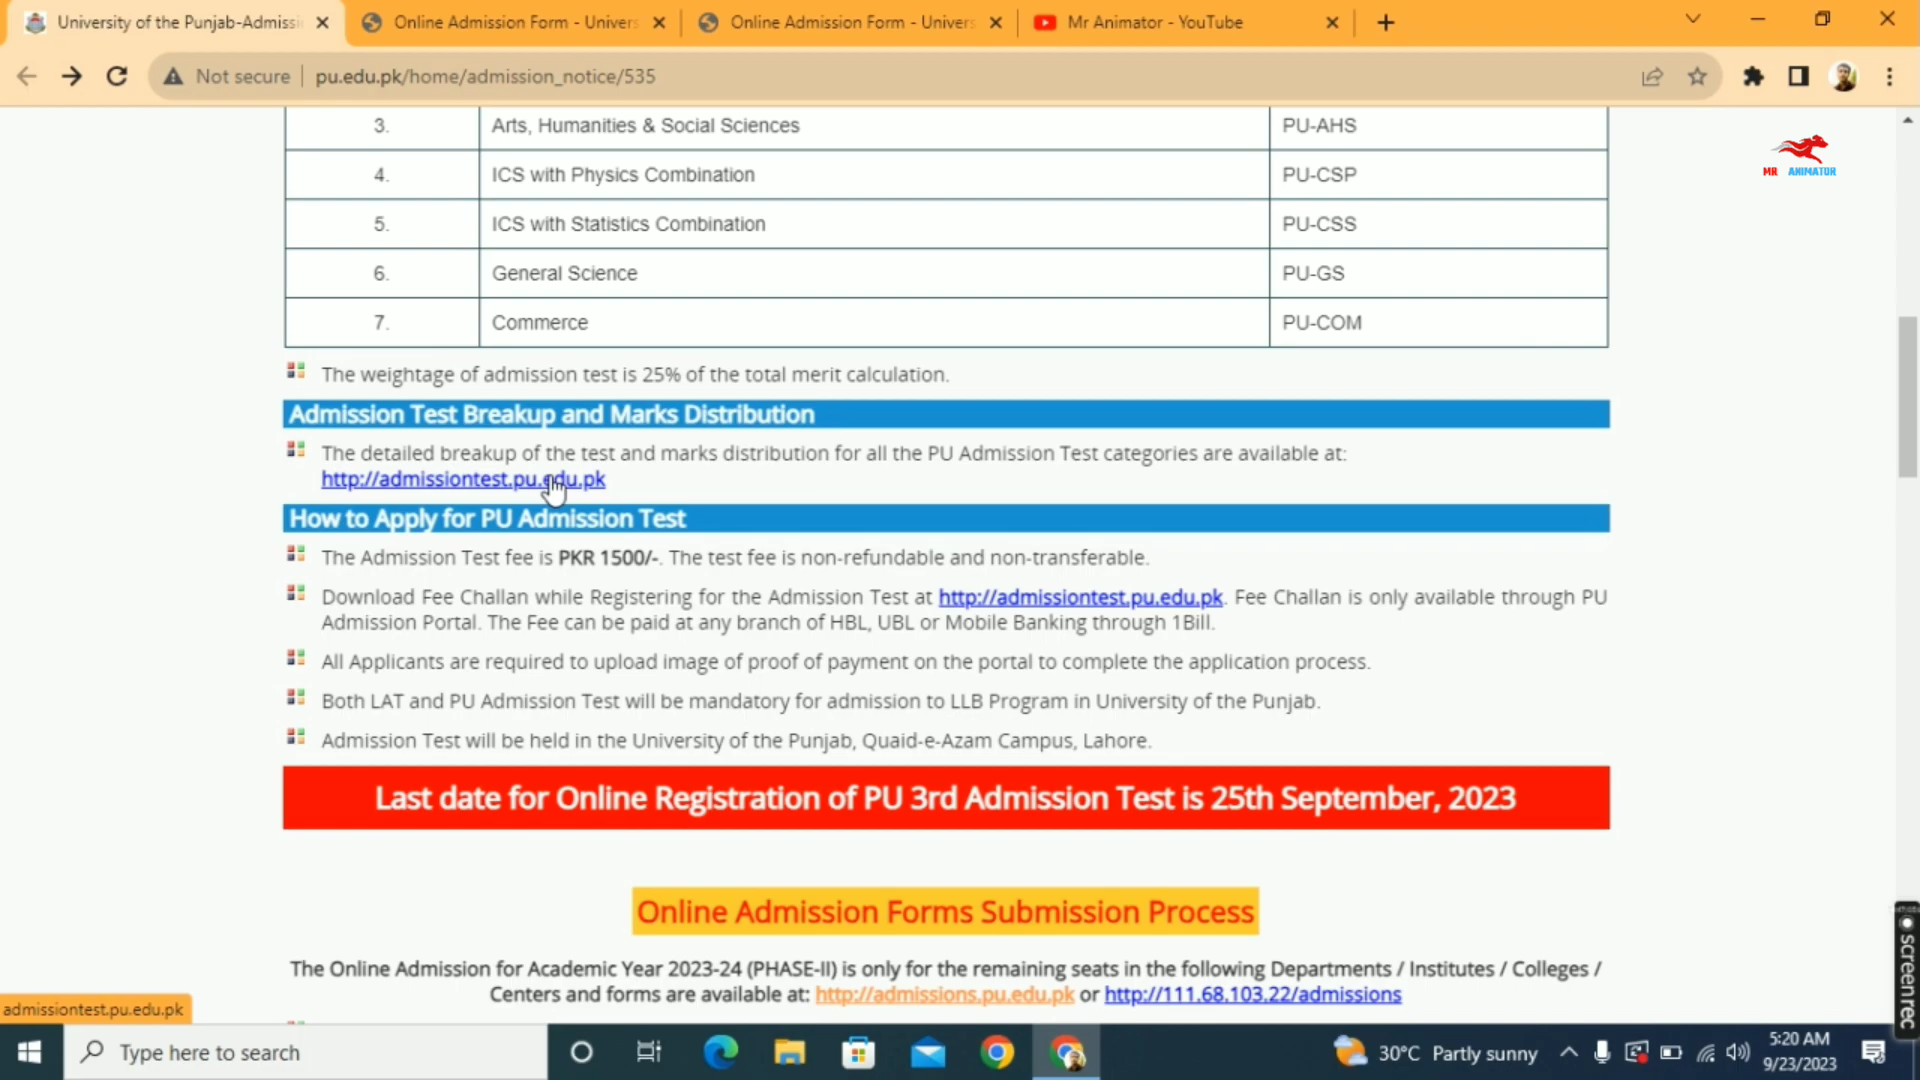 University of the Punjab-Admissi
Online Admission Form - Univers
Online Admission Form - Univers
Mr Animator - YouTube
Not secure
pu.edu.pk/home/admission_notice/535
3. Arts, Humanities & Social Sciences PU-AHS
4. ICS with Physics Combination PU-CSP
5. ICS with Statistics Combination PU-CSS
6. General Science PU-GS
7. Commerce PU-COM
MR ANIMATOR
The weightage of admission test is 25% of the total merit calculation.
Admission Test Breakup and Marks Distribution
The detailed breakup of the test and marks distribution for all the PU Admission Test categories are available at:
http://admissiontest.pu.edu.pk
How to Apply for PU Admission Test
The Admission Test fee is PKR 1500/-. The test fee is non-refundable and non-transferable.
Download Fee Challan while Registering for the Admission Test at http://admissiontest.pu.edu.pk. Fee Challan is only available through PU
Admission Portal. The Fee can be paid at any branch of HBL, UBL or Mobile Banking through 1Bill.
All Applicants are required to upload image of proof of payment on the portal to complete the application process.
Both LAT and PU Admission Test will be mandatory for admission to LLB Program in University of the Punjab.
Admission Test will be held in the University of the Punjab, Quaid-e-Azam Campus, Lahore.
Last date for Online Registration of PU 3rd Admission Test is 25th September, 2023
Online Admission Forms Submission Process
The Online Admission for Academic Year 2023-24 (PHASE-II) is only for the remaining seats in the following Departments / Institutes / Colleges /
Centers and forms are available at: http://admissions.pu.edu.pk or http://111.68.103.22/admissions
screenrec
admissiontest.pu.edu.pk
Type here to search
30°C Partly sunny
5:20 AM
9/23/2023